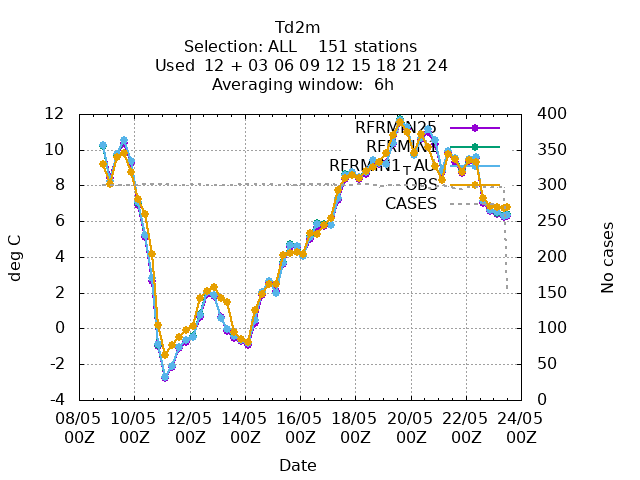 Td2m
Selection: ALL    151 stations
Used  12 + 03 06 09 12 15 18 21 24
Averaging window:  6h
12
10
8
6
4
2
0
-2
-4
400
350
300
250
200
150
100
50
0
deg C
No cases
RFRMIN25
RFRMIN1
RFRMIN1_AU
OBS
CASES
08/05 10/05 12/05 14/05 16/05 18/05 20/05 22/05 24/05
00Z 00Z 00Z 00Z 00Z 00Z 00Z 00Z 00Z
Date